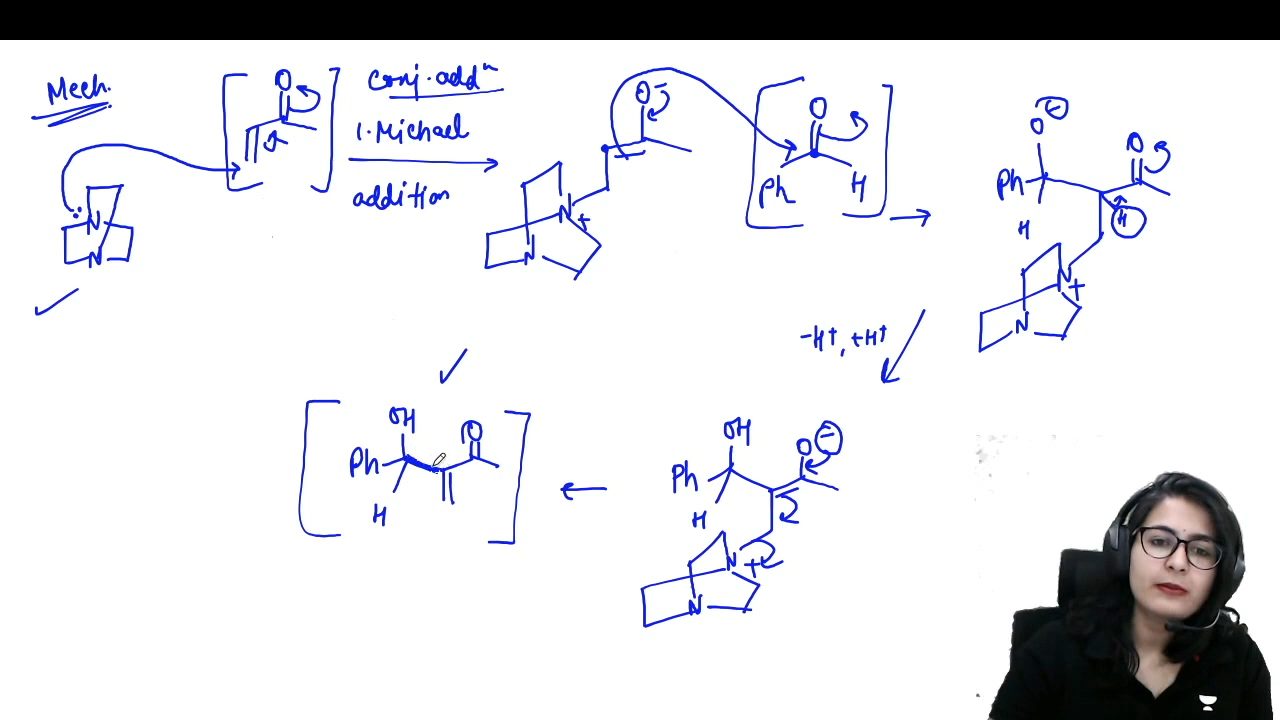 Mech.
O
conj. addⁿ
1. Michael
addition
N
N
O⁻
N
+
N
O
Ph
H
→
O⊖
O
Ph
H
H
N
+
N
-H⁺, +H⁺
OH
O
Ph
H
OH
O⊖
Ph
H
N
+
N